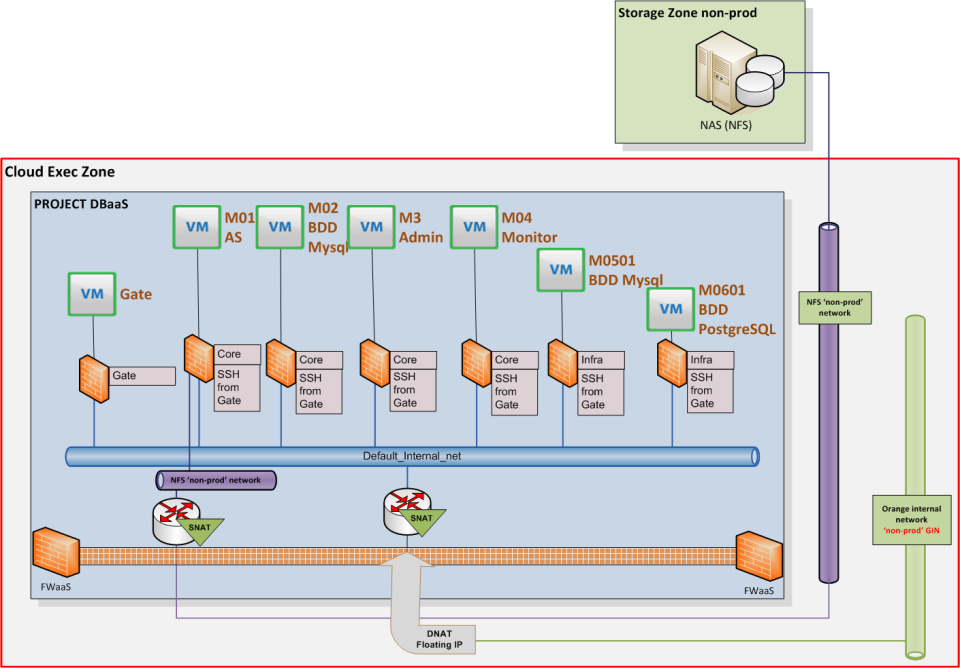 Storage Zone non-prod
NAS (NFS)
Cloud Exec Zone
PROJECT DBaaS
VM
Gate
VM
M01
AS
VM
M02
BDD
Mysql
VM
M3
Admin
VM
M04
Monitor
VM
M0501
BDD Mysql
VM
M0601
BDD
PostgreSQL
Gate
Core
SSH
from
Gate
Core
SSH
from
Gate
Core
SSH
from
Gate
Core
SSH
from
Gate
Infra
SSH
from
Gate
Infra
SSH
from
Gate
NFS 'non-prod'
network
Default_Internal_net
NFS 'non-prod' network
SNAT
SNAT
Orange internal
network
'non-prod' GIN
FWaaS
FWaaS
DNAT
Floating IP